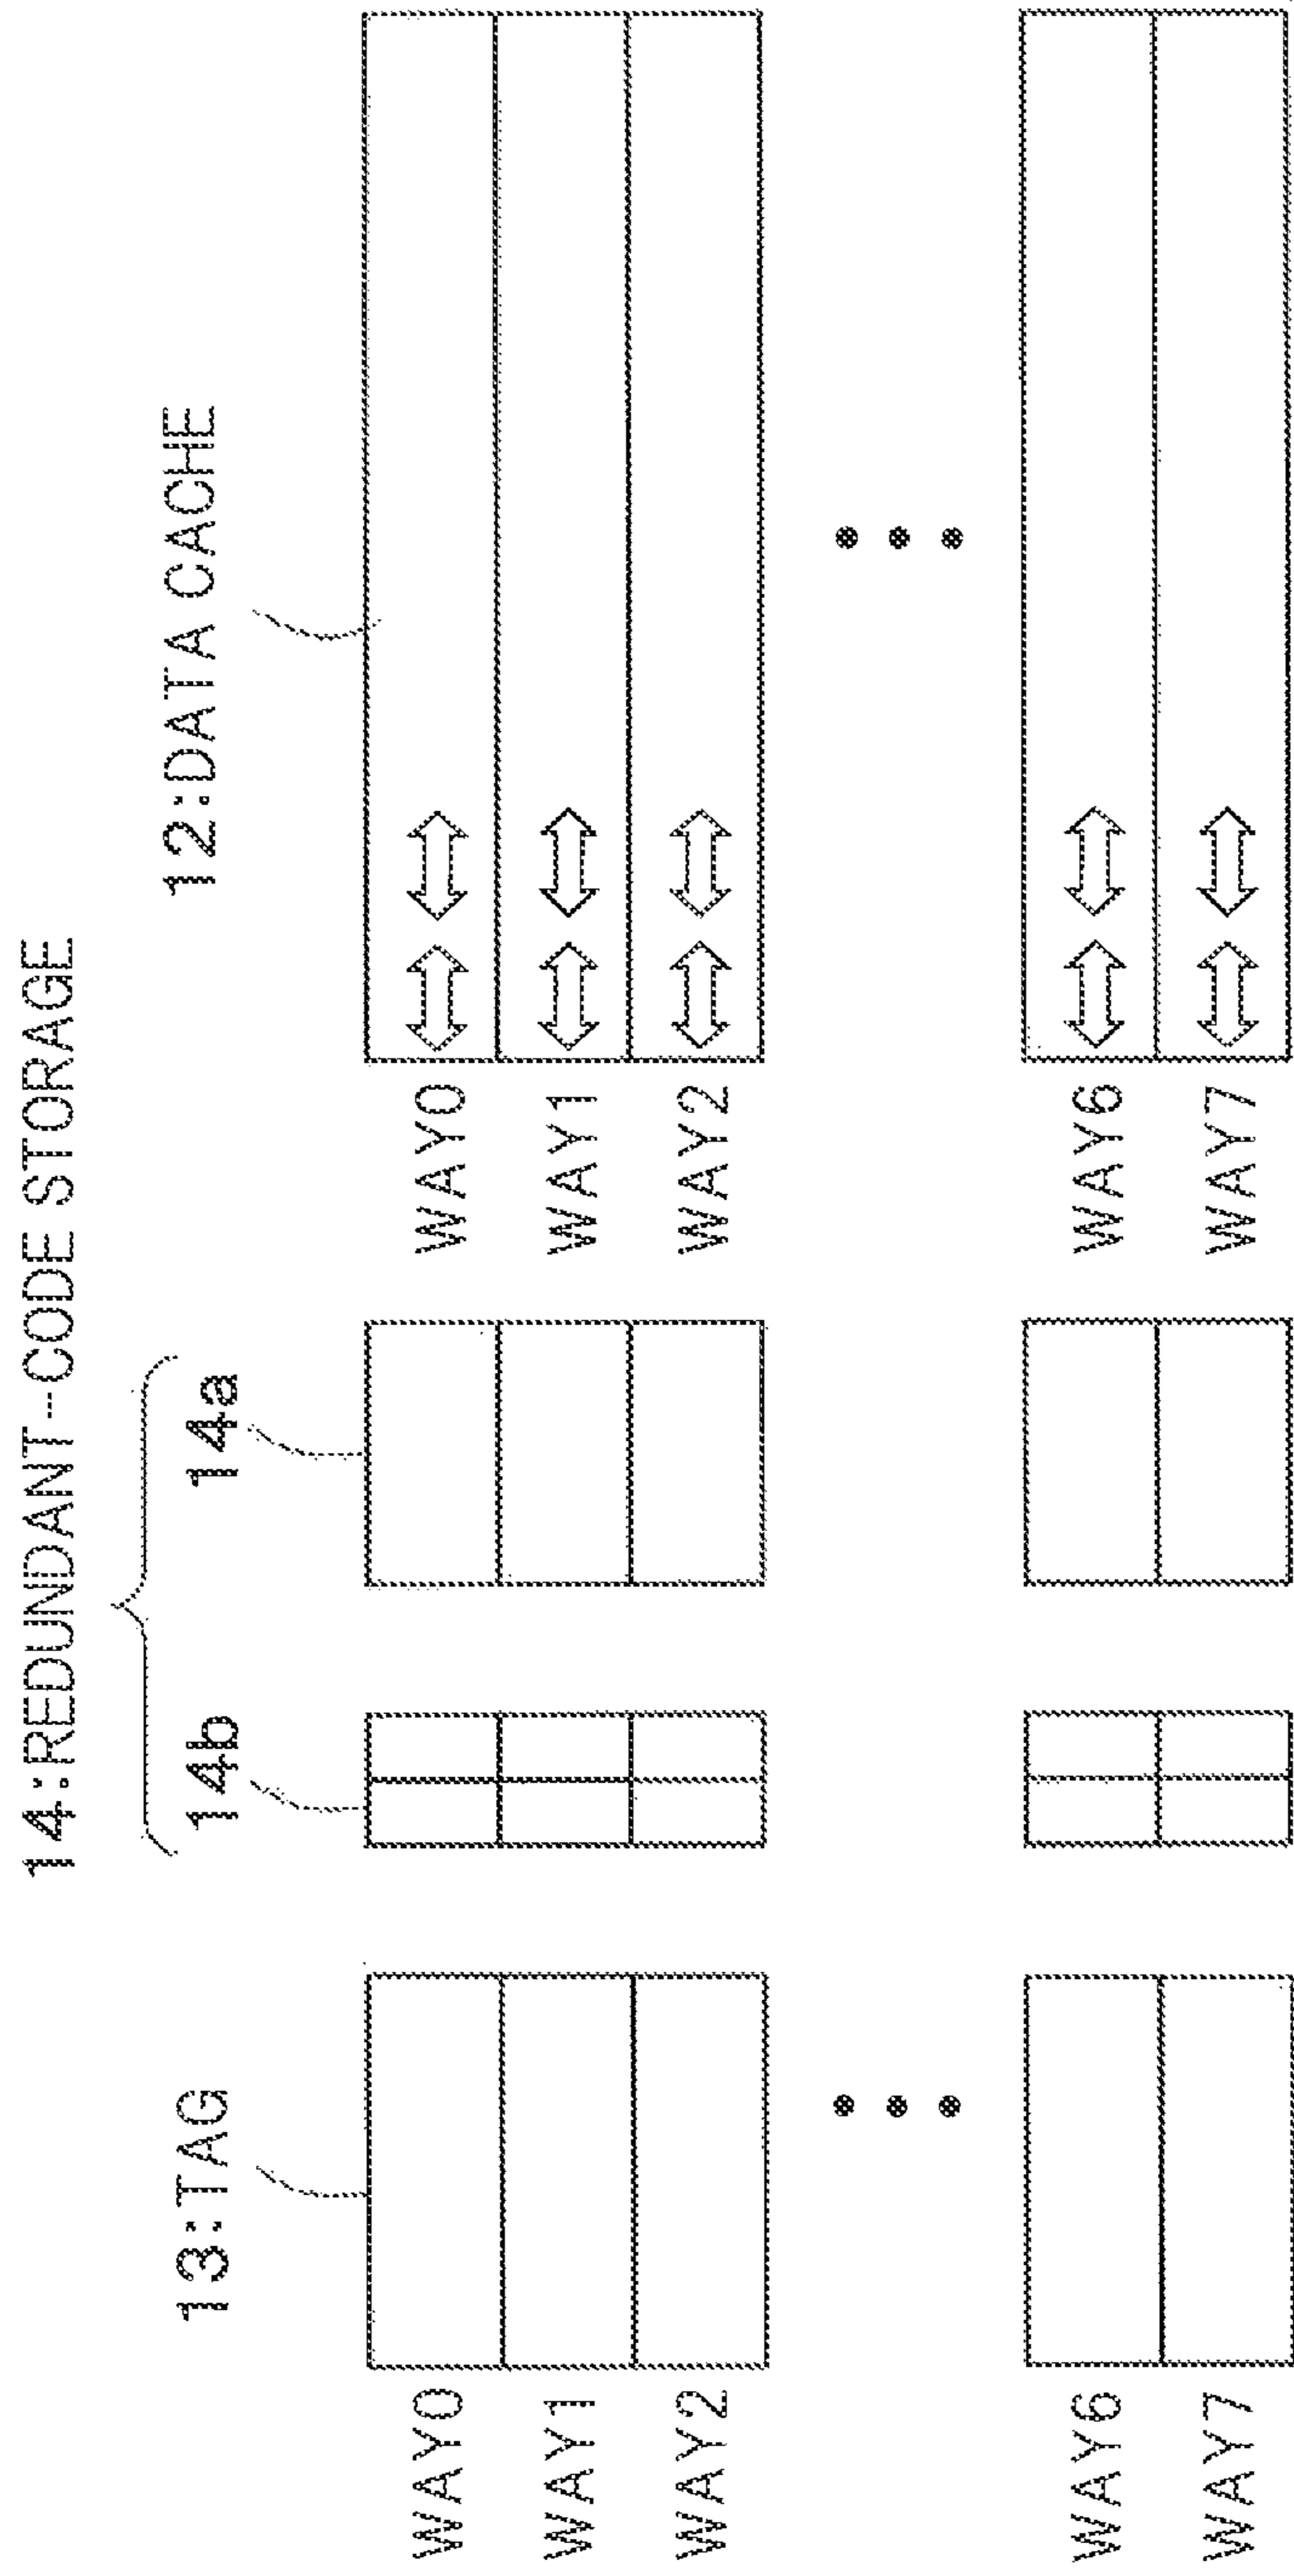 14:REDUNDANT-CODE STORAGE
13:TAG
14b
14a
12:DATA CACHE
WAY0
WAY0
WAY1
WAY1
WAY2
WAY2
WAY6
WAY6
WAY7
WAY7